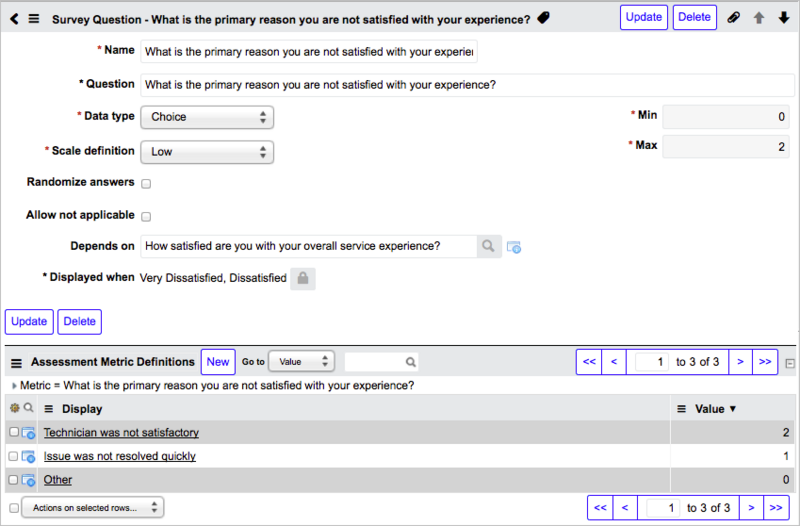 Survey Question - What is the primary reason you are not satisfied with your experience? Update Delete
* Name What is the primary reason you are not satisfied with your experien
* Question What is the primary reason you are not satisfied with your experience?
* Data type Choice * Min 0
* Scale definition Low * Max 2
Randomize answers
Allow not applicable
Depends on How satisfied are you with your overall service experience?
* Displayed when Very Dissatisfied, Dissatisfied
Update Delete
Assessment Metric Definitions New Go to Value << < 1 to 3 of 3 > >>
Metric = What is the primary reason you are not satisfied with your experience?
Display Value ▼
Technician was not satisfactory 2
Issue was not resolved quickly 1
Other 0
Actions on selected rows... << < 1 to 3 of 3 > >>